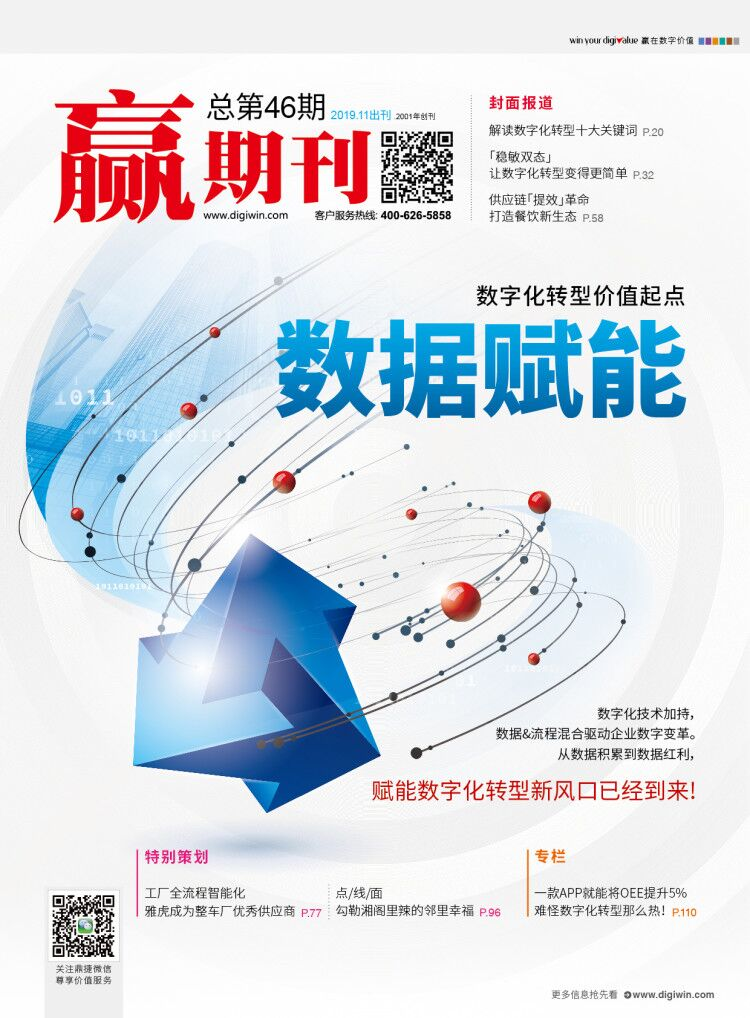 win your digivalue 赢在数字价值
赢
总第46期
2019.11出刊 .2001年创刊
期刊
www.digiwin.com 客户服务热线: 400-626-5858
封面报道
解读数字化转型十大关键词 P.20
「稳敏双态」
让数字化转型变得更简单 P.32
供应链「提效」革命
打造餐饮新生态 P.58
数字化转型价值起点
数据赋能
1011
1011010101
1011010101
数字化技术加持，
数据&流程混合驱动企业数字变革。
从数据积累到数据红利，
赋能数字化转型新风口已经到来!
特别策划
工厂全流程智能化
雅虎成为整车厂优秀供应商 P.77
点/线/面
勾勒湘阁里辣的邻里幸福 P.96
专栏
一款APP就能将OEE提升5%
难怪数字化转型那么热！P.110
关注鼎捷微信
尊享价值服务
更多信息抢先看 www.digiwin.com